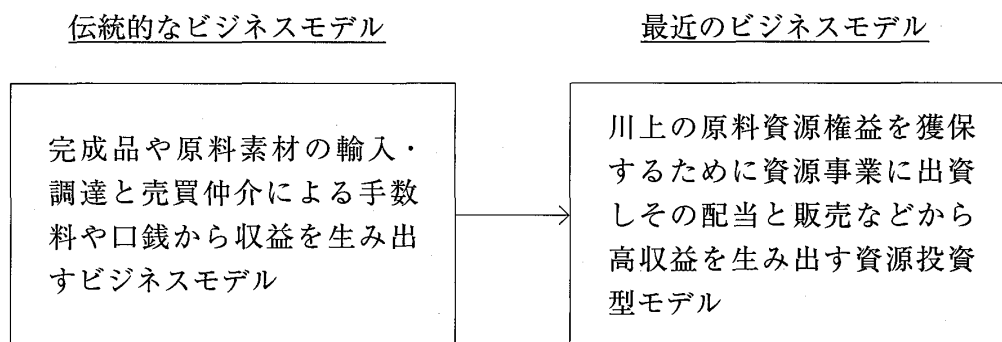 伝統的なビジネスモデル
最近のビジネスモデル
完成品や原料素材の輸入・
調達と売買仲介による手数
料や口銭から収益を生み出
すビジネスモデル
川上の原料資源権益を獲保
するために資源事業に出資
しその配当と販売などから
高収益を生み出す資源投資
型モデル